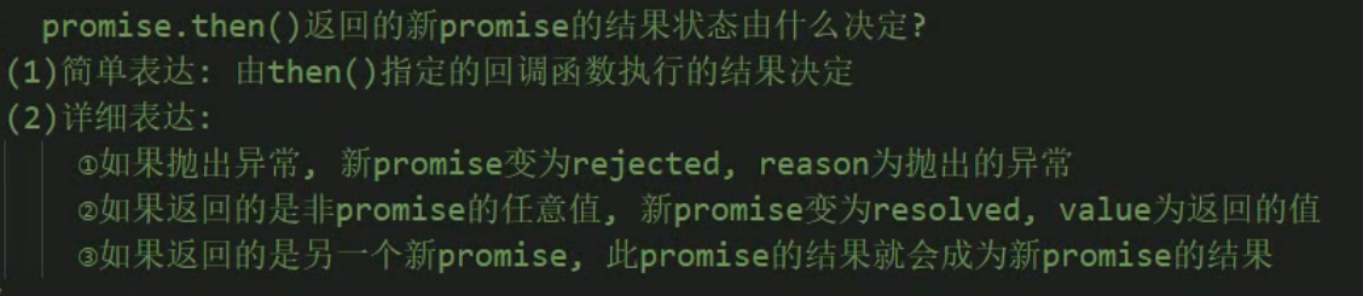 promise.then()返回的新promise的结果状态由什么决定?
(1)简单表达: 由then()指定的回调函数执行的结果决定
(2)详细表达:
①如果抛出异常, 新promise变为rejected, reason为抛出的异常
②如果返回的是非promise的任意值, 新promise变为resolved, value为返回的值
③如果返回的是另一个新promise, 此promise的结果就会成为新promise的结果